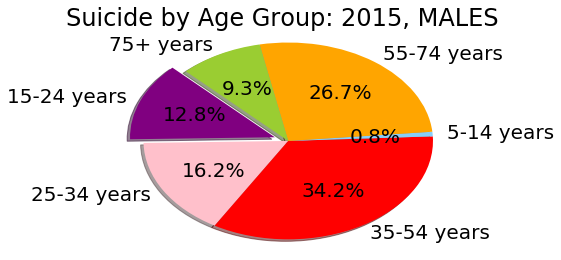 Suicide by Age Group: 2015, MALES
75+ years
55-74 years
9.3%
26.7%
15-24 years
12.8%
0.8%
5-14 years
16.2%
34.2%
25-34 years
35-54 years